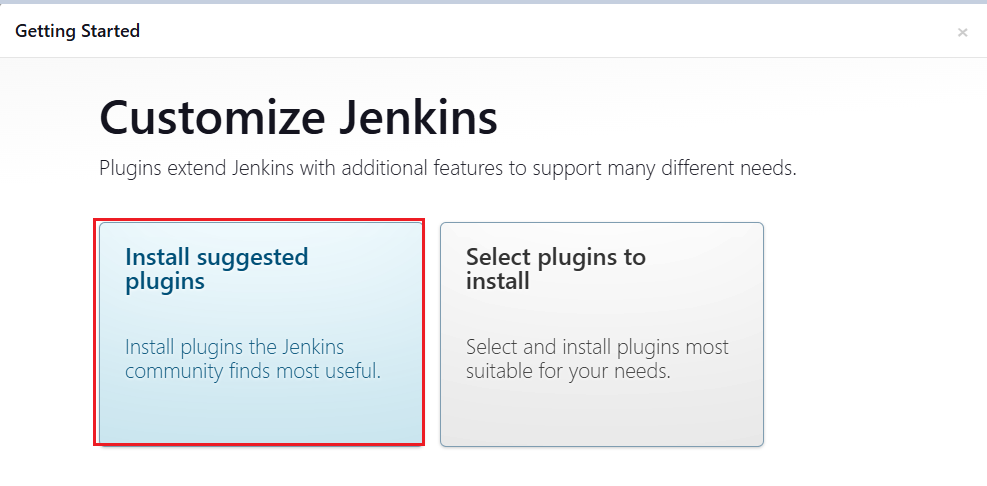 Getting Started
Customize Jenkins
Plugins extend Jenkins with additional features to support many different needs.
Install suggested
plugins
Install plugins the Jenkins
community finds most useful.
Select plugins to
install
Select and install plugins most
suitable for your needs.